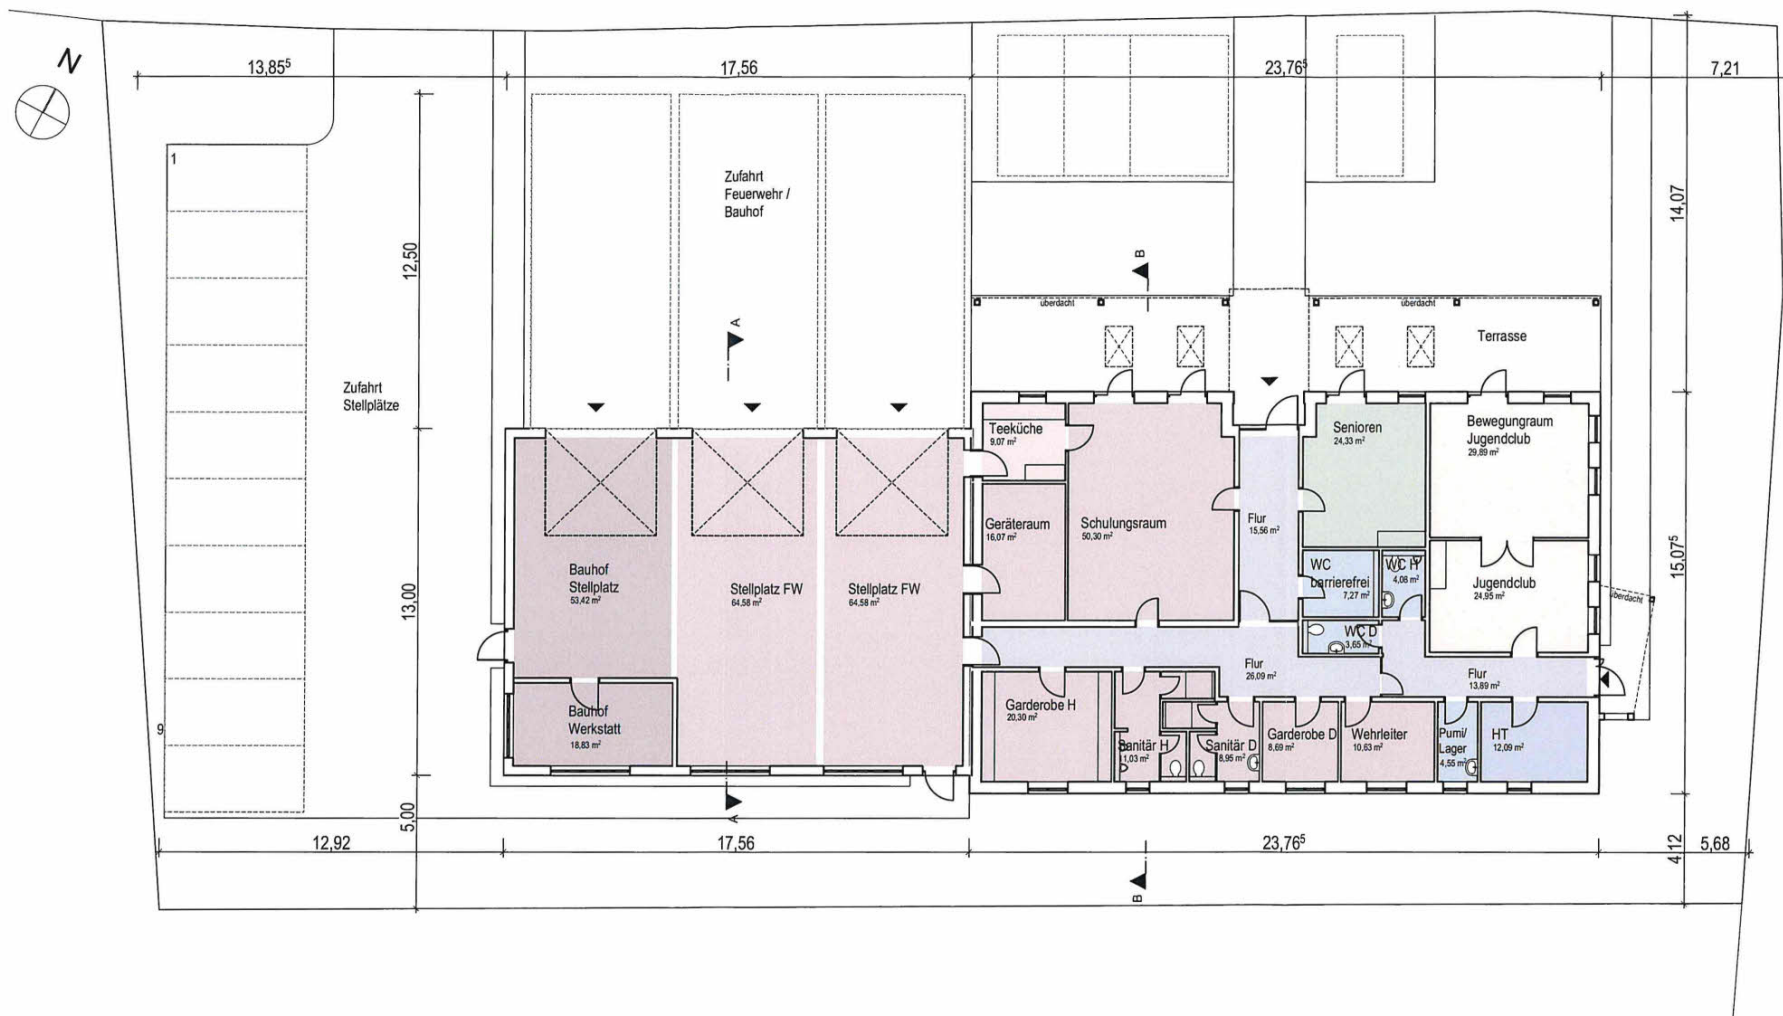 N
13,85⁵
17,56
23,76⁵
7,21
1
Zufahrt
Feuerwehr /
Bauhof
14,07
12,50
B
A
überdacht
überdacht
Terrasse
Zufahrt
Stellplätze
Teeküche
9,07 m²
Senioren
24,33 m²
Bewegungraum
Jugendclub
29,89 m²
Geräteraum
16,07 m²
Schulungsraum
50,30 m²
Flur
15,56 m²
15,07⁵
Bauhof
Stellplatz
53,42 m²
Stellplatz FW
64,58 m²
Stellplatz FW
64,58 m²
WC
barrierefrei
7,27 m²
WC H
4,08 m²
Jugendclub
24,95 m²
überdacht
13,00
WC D
3,65 m²
Flur
26,09 m²
Flur
13,89 m²
Bauhof
Werkstatt
18,83 m²
Garderobe H
20,30 m²
Sanitär H
11,03 m²
Sanitär D
8,95 m²
Garderobe D
8,69 m²
Wehrleiter
10,63 m²
Pumi/
Lager
4,55 m²
HT
12,09 m²
9
A
5,00
12,92
17,56
23,76⁵
4,12
5,68
B